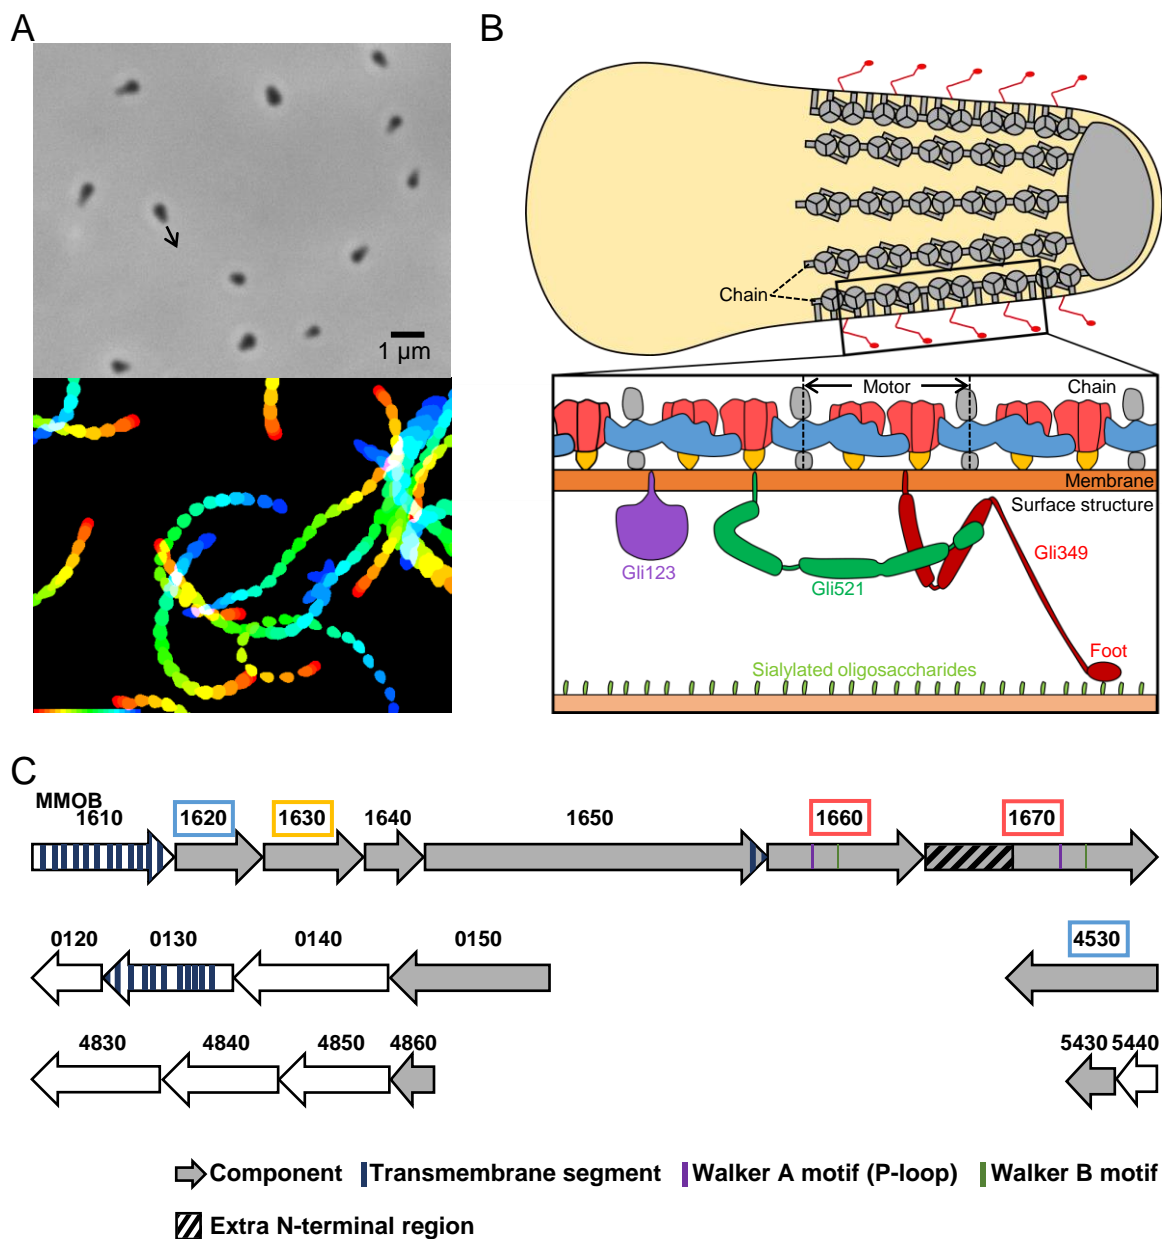 A
B
1 μm
Chain
Motor
Chain
Membrane
Surface structure
Gli123
Gli521
Gli349
Foot
Sialylated oligosaccharides
C
MMOB
1610 1620 1630 1640 1650 1660 1670
0120 0130 0140 0150 4530
4830 4840 4850 4860 5430 5440
Component Transmembrane segment Walker A motif (P-loop) Walker B motif
Extra N-terminal region